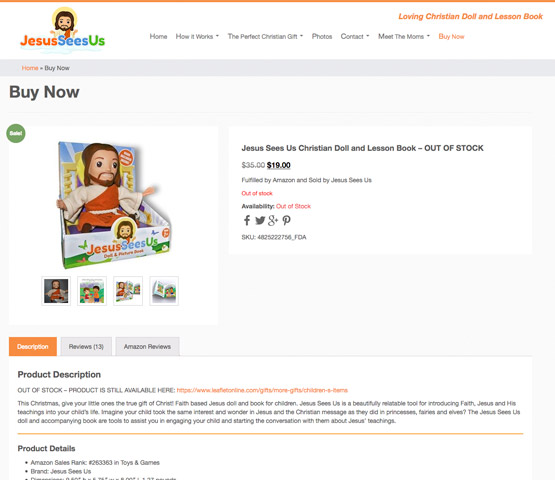 Loving Christian Doll and Lesson Book
JesusSeesUs
Home How It Works The Perfect Christian Gift Photos Contact Meet The Moms Buy Now
Home » Buy Now
Buy Now
Sale!
JesusSeesUs
Doll & Picture Book
Jesus Sees Us Christian Doll and Lesson Book – OUT OF STOCK
$35.00 $19.00
Fulfilled by Amazon and Sold by Jesus Sees Us
Out of stock
Availability: Out of Stock
SKU: 4825222756_FDA
Description Reviews (13) Amazon Reviews
Product Description
OUT OF STOCK – PRODUCT IS STILL AVAILABLE HERE: https://www.leafletonline.com/gifts/more-gifts/children-s-items
This Christmas, give your little ones the true gift of Christ! Faith based Jesus doll and book for children. Jesus Sees Us is a beautifully relatable tool for introducing Faith, Jesus and His
teachings into your child's life. Imagine your child took the same interest and wonder in Jesus and the Christian message as they did in princesses, fairies and elves? The Jesus Sees Us
doll and accompanying book are tools to assist you in engaging your child and starting the conversation with them about Jesus' teachings.
Product Details
Amazon Sales Rank: #263363 in Toys & Games
Brand: Jesus Sees Us